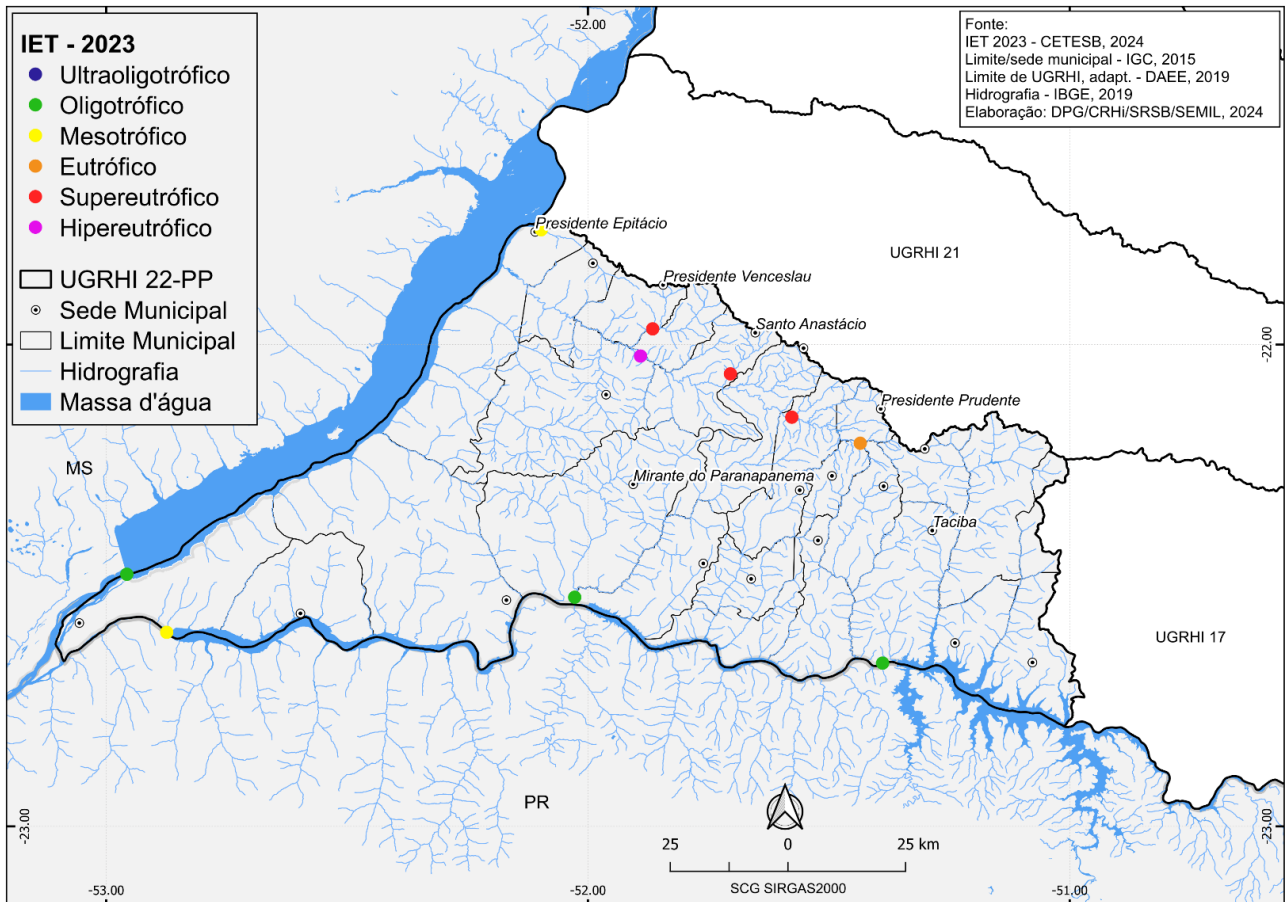 IET - 2023
Ultraoligotrófico
Oligotrófico
Mesotrófico
Eutrófico
Supereutrófico
Hipereutrófico
UGRHI 22-PP
Sede Municipal
Limite Municipal
Hidrografia
Massa d'água
-52.00
Fonte:
IET 2023 - CETESB, 2024
Limite/sede municipal - IGC, 2015
Limite de UGRHI, adapt. - DAEE, 2019
Hidrografia - IBGE, 2019
Elaboração: DPG/CRHi/SRSB/SEMIL, 2024
Presidente Epitácio
UGRHI 21
Presidente Venceslau
Santo Anastácio
-22.00
Presidente Prudente
MS
Mirante do Paranapanema
Taciba
UGRHI 17
PR
-23.00
-23.00
25 0 25 km
SCG SIRGAS2000
-53.00
-52.00
-51.00